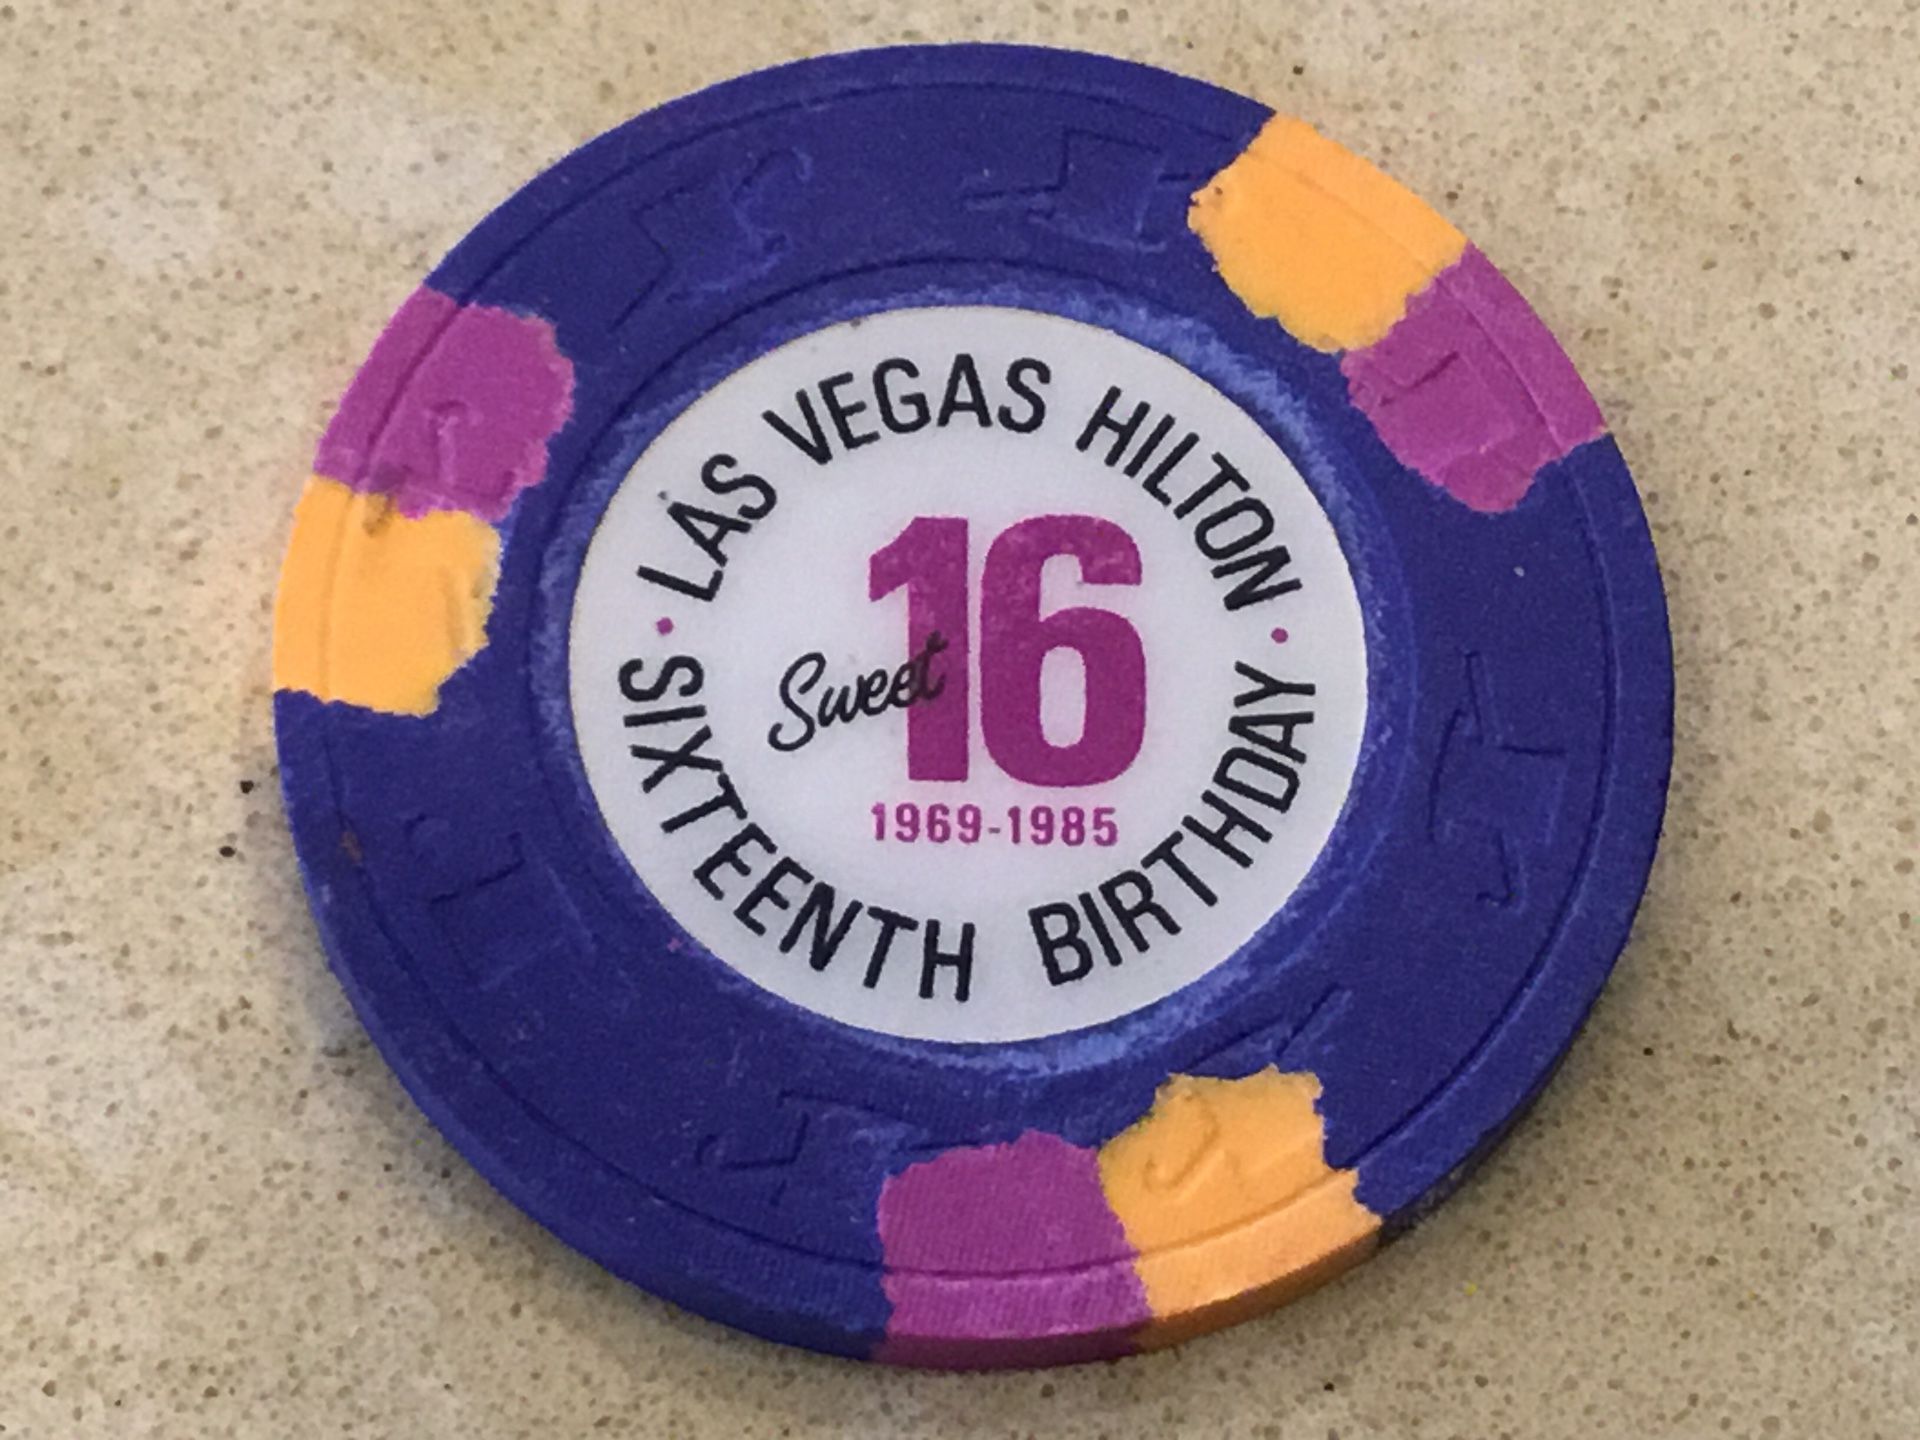 · LAS VEGAS HILTON ·
Sweet 16
1969-1985
SIXTEENTH BIRTHDAY